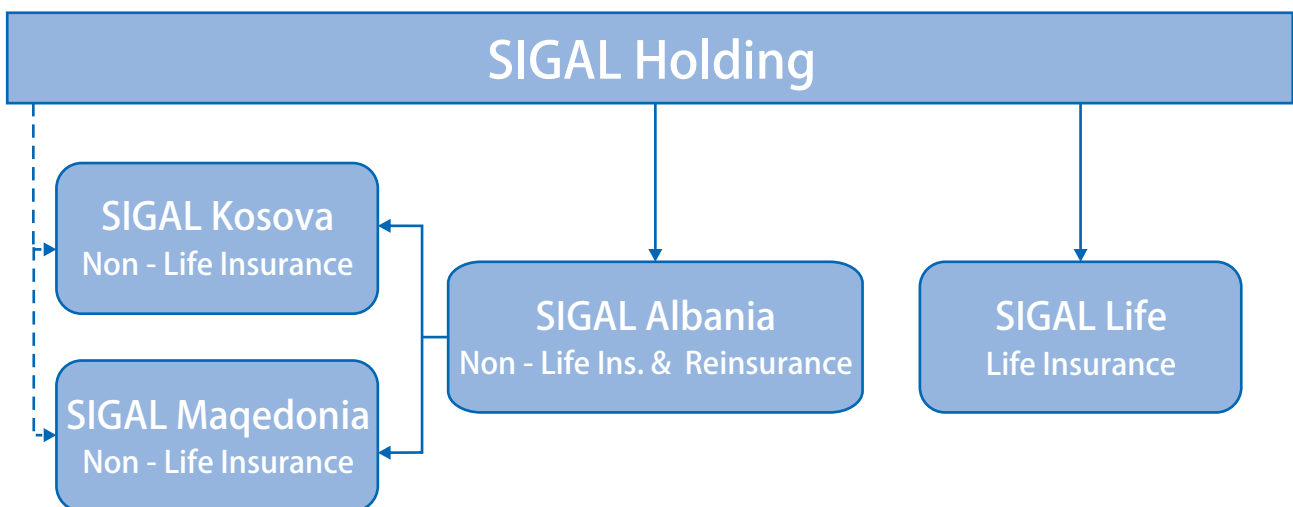 SIGAL Holding
SIGAL Kosova
Non - Life Insurance
SIGAL Albania
Non - Life Ins. & Reinsurance
SIGAL Life
Life Insurance
SIGAL Maqedonia
Non - Life Insurance